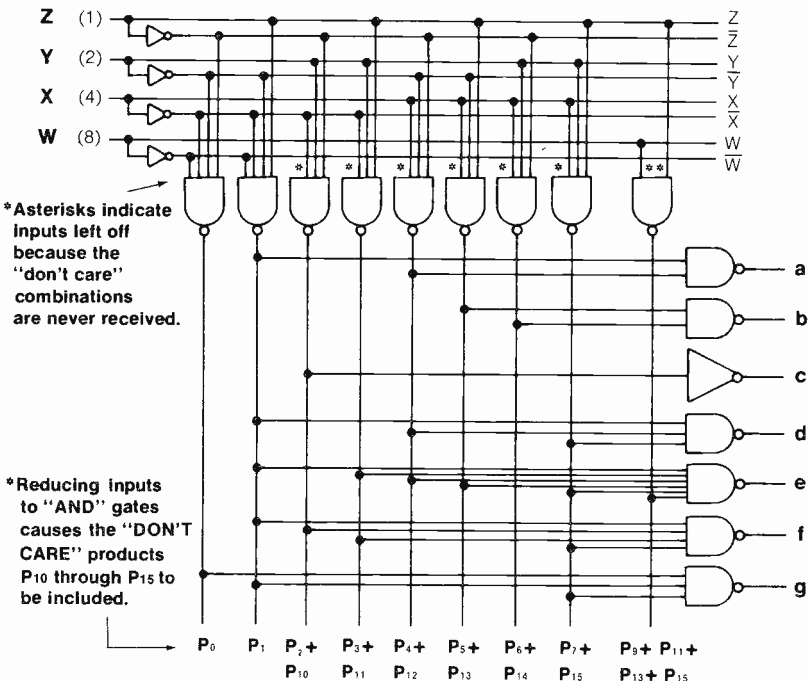 Z (1) Z
Z̅
Y (2) Y
Y̅
X (4) X
X̅
W (8) W
W̅
* * * * * * **
*Asterisks indicate
inputs left off
because the
"don't care"
combinations
are never received.
a
b
c
d
e
f
g
*Reducing inputs
to "AND" gates
causes the "DON'T
CARE" products
P10 through P15 to
be included.
P0 P1 P2+ P3+ P4+ P5+ P6+ P7+ P9+ P11+
P10 P11 P12 P13 P14 P15 P13+ P15